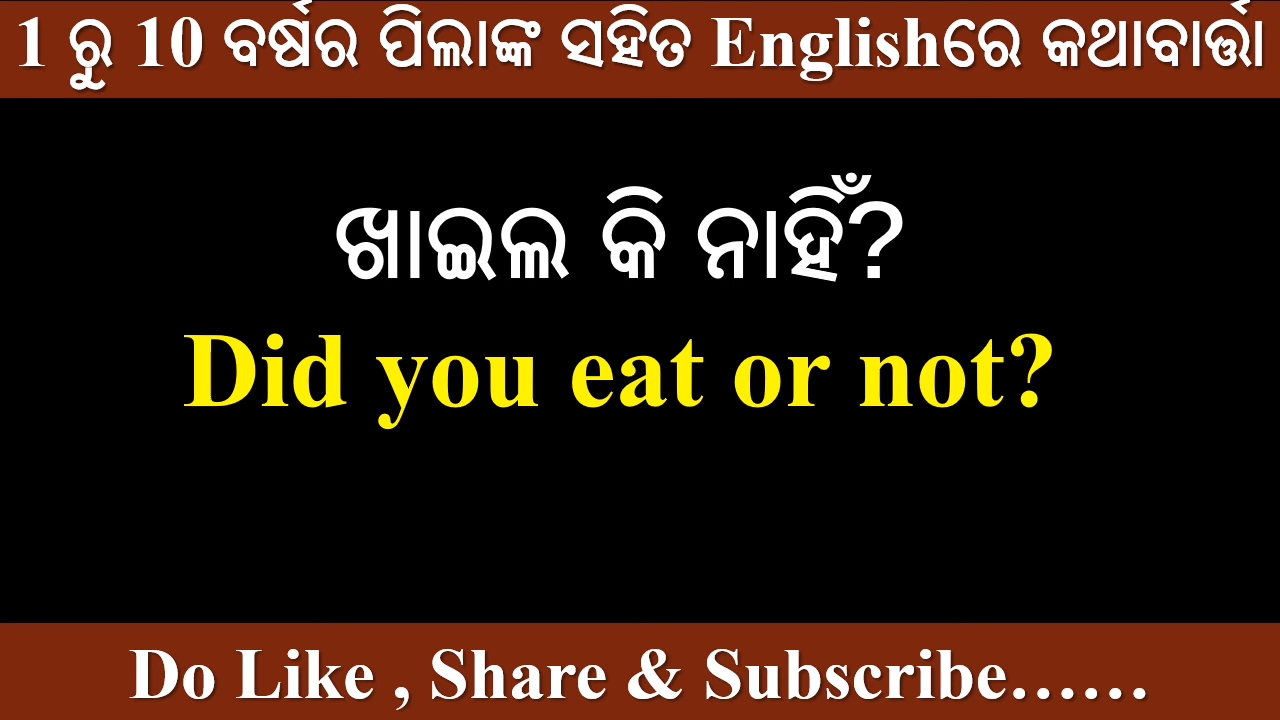 1 ରୁ 10 ବର୍ଷର ପିଲାଙ୍କ ସହିତ Englishରେ କଥାବାର୍ତ୍ତା
ଖାଇଲ କି ନାହିଁ?
Did you eat or not?
Do Like , Share & Subscribe......